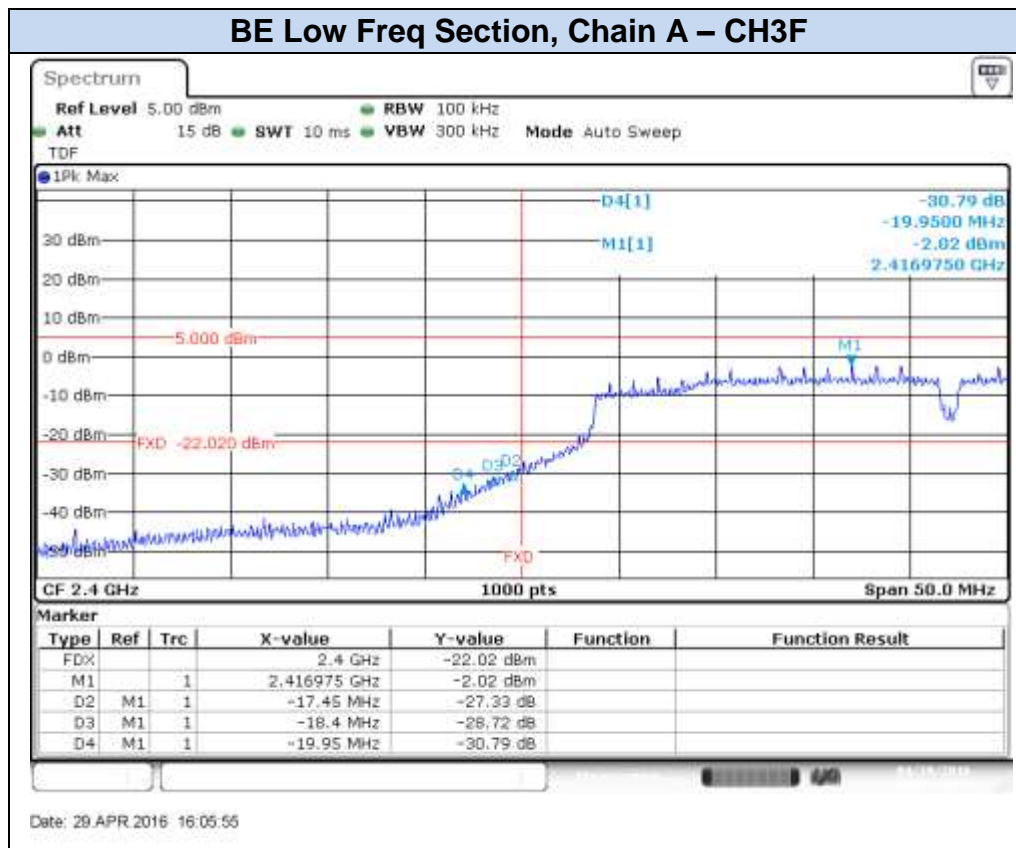 BE Low Freq Section, Chain A – CH3F
Spectrum
Ref Level 5.00 dBm RBW 100 kHz
Att 15 dB SWT 10 ms VBW 300 kHz Mode Auto Sweep
TDF
1Pk Max
D4[1] -30.79 dB
-19.9500 MHz
30 dBm M1[1] -2.02 dBm
2.4169750 GHz
20 dBm
10 dBm
5.000 dBm
0 dBm M1
-10 dBm
-20 dBm FXD -22.020 dBm
-30 dBm D4 D3 D2
-40 dBm
-50 dBm FXD
CF 2.4 GHz 1000 pts Span 50.0 MHz
Marker
Type Ref Trc X-value Y-value Function Function Result
FDX 2.4 GHz -22.02 dBm
M1 1 2.416975 GHz -2.02 dBm
D2 M1 1 -17.45 MHz -27.33 dB
D3 M1 1 -18.4 MHz -28.72 dB
D4 M1 1 -19.95 MHz -30.79 dB
Date: 29.APR.2016 16:05:55